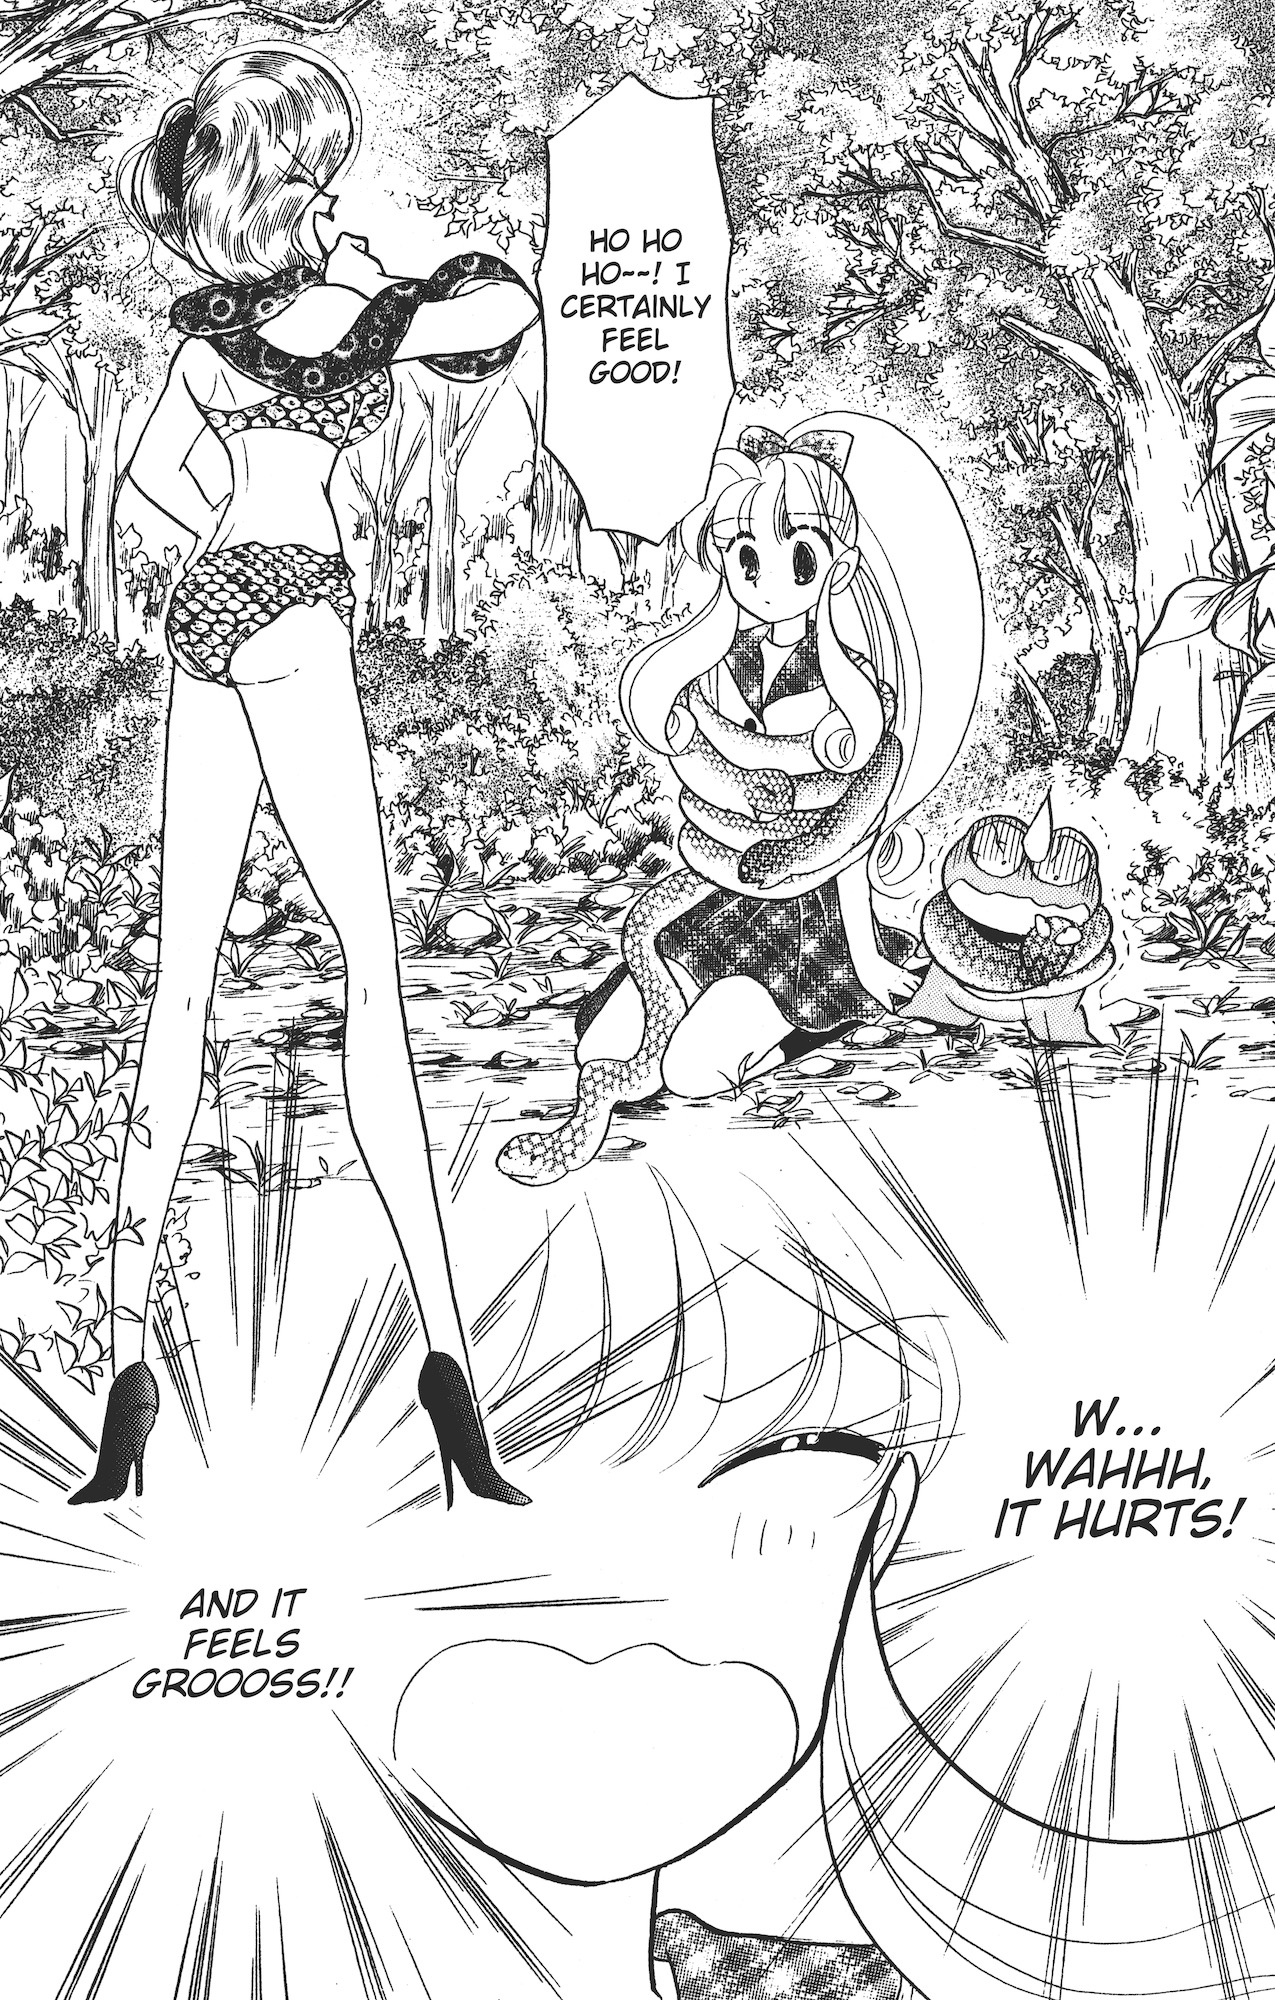 HO HO
HO~~! I
CERTAINLY
FEEL
GOOD!
W...
WAHHH,
IT HURTS!
AND IT
FEELS
GROOOSS!!